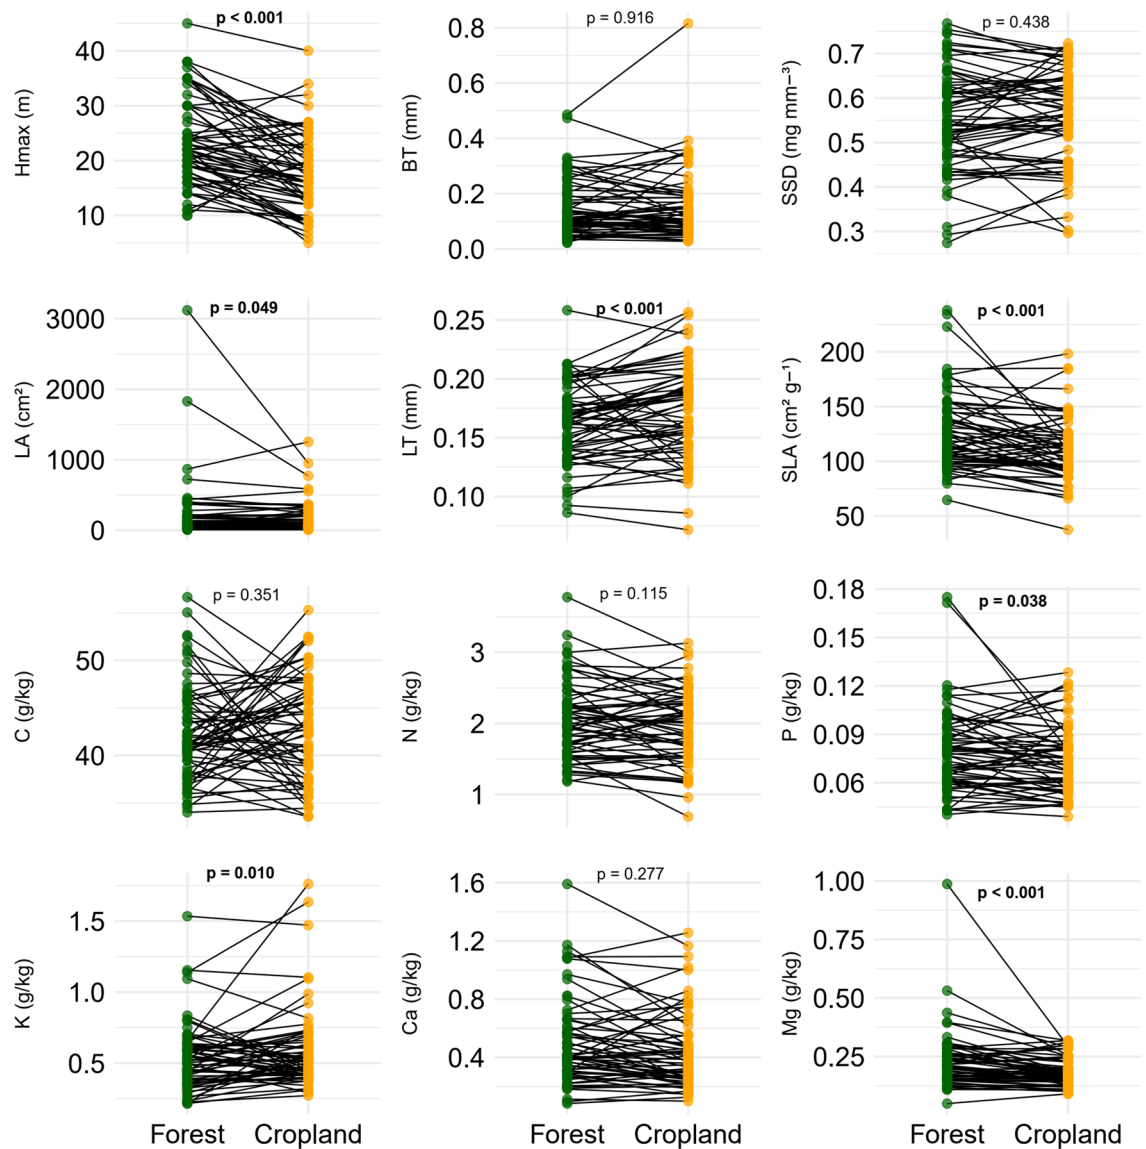 p < 0.001
40
30
20
10
Hmax (m)
p = 0.916
0.8
0.6
0.4
0.2
0.0
BT (mm)
p = 0.438
0.7
0.6
0.5
0.4
0.3
SSD (mg mm⁻³)
p = 0.049
3000
2000
1000
0
LA (cm²)
p < 0.001
0.25
0.20
0.15
0.10
LT (mm)
p < 0.001
200
150
100
50
SLA (cm² g⁻¹)
p = 0.351
50
40
C (g/kg)
p = 0.115
3
2
1
N (g/kg)
p = 0.038
0.18
0.15
0.12
0.09
0.06
P (g/kg)
p = 0.010
1.5
1.0
0.5
K (g/kg)
Forest Cropland
p = 0.277
1.6
1.2
0.8
0.4
Ca (g/kg)
Forest Cropland
p < 0.001
1.00
0.75
0.50
0.25
Mg (g/kg)
Forest Cropland